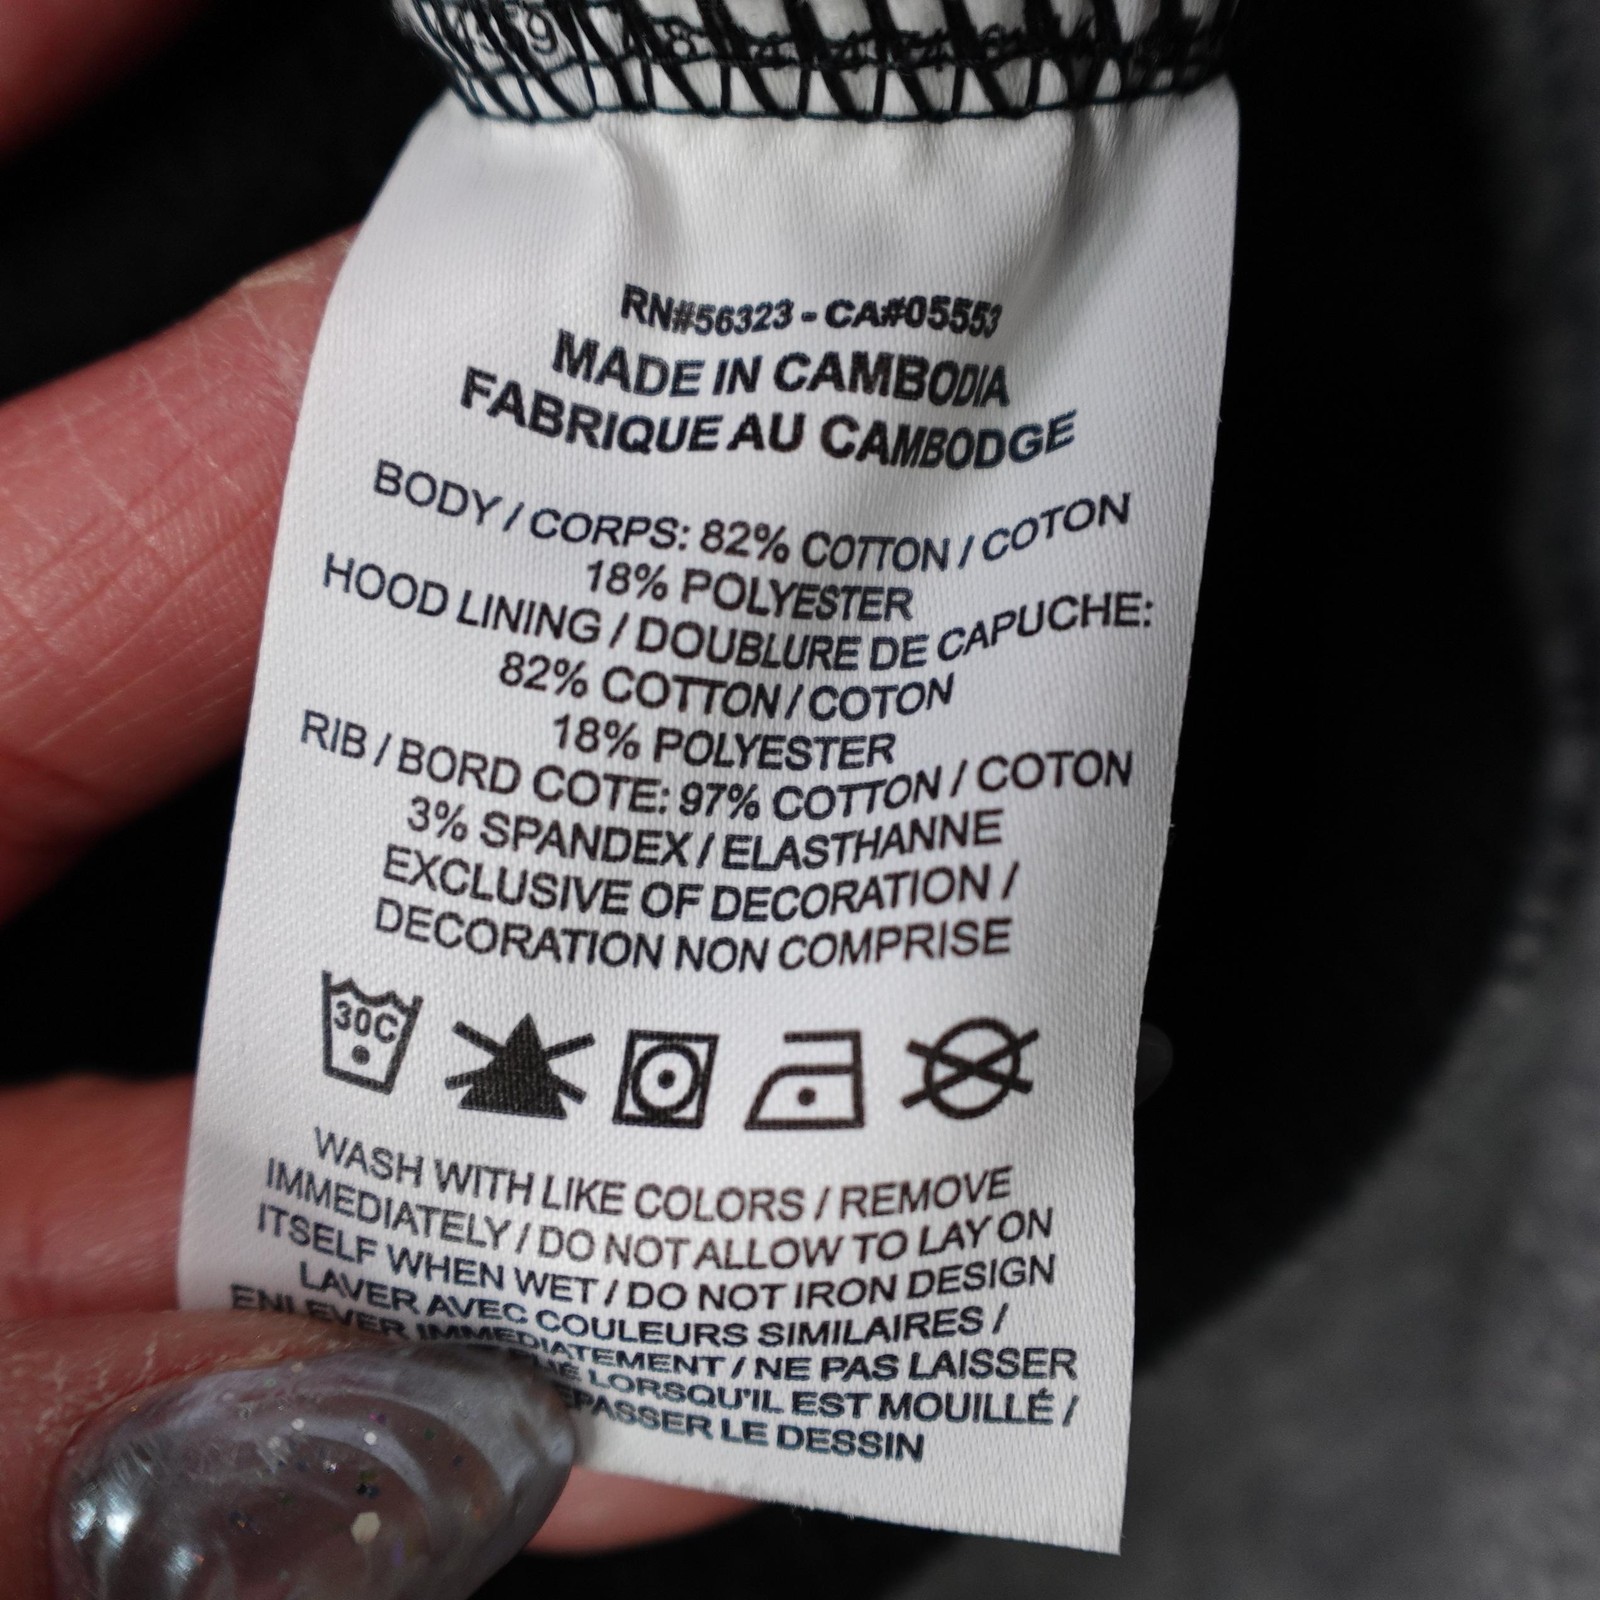 RN#56323 - CA#05553
MADE IN CAMBODIA
FABRIQUE AU CAMBODGE
BODY / CORPS: 82% COTTON / COTON
18% POLYESTER
HOOD LINING / DOUBLURE DE CAPUCHE:
82% COTTON / COTON
18% POLYESTER
RIB / BORD COTE: 97% COTTON / COTON
3% SPANDEX / ELASTHANNE
EXCLUSIVE OF DECORATION /
DECORATION NON COMPRISE
30C
WASH WITH LIKE COLORS / REMOVE
IMMEDIATELY / DO NOT ALLOW TO LAY ON
ITSELF WHEN WET / DO NOT IRON DESIGN
LAVER AVEC COULEURS SIMILAIRES /
ENLEVER IMMEDIATEMENT / NE PAS LAISSER
LORSQU'IL EST MOUILLÉ /
LE DESSIN